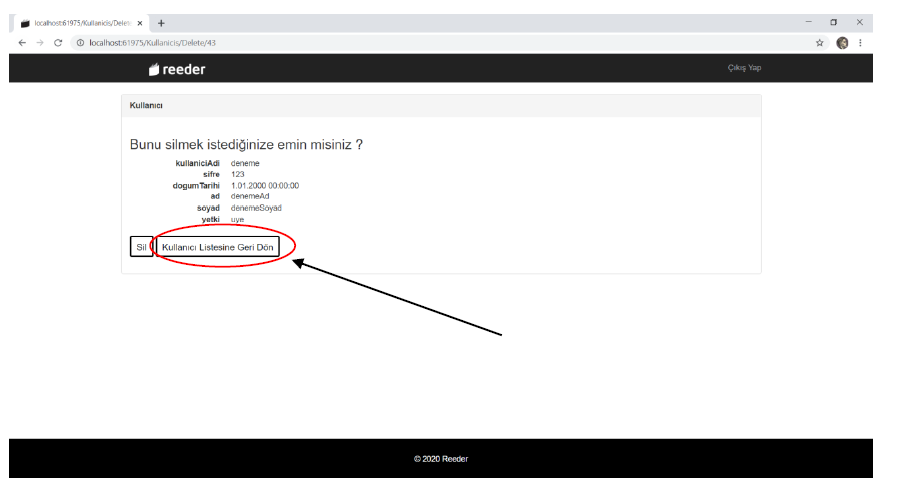 localhost:61975/Kullanicis/Delete
localhost:61975/Kullanicis/Delete/43
reeder
Çıkış Yap
Kullanıcı
Bunu silmek istediğinize emin misiniz ?
kullaniciAdi deneme
sifre 123
dogumTarihi 1.01.2000 00:00:00
ad denemeAd
soyad denemeSoyad
yetki uye
Sil Kullanıcı Listesine Geri Dön
© 2020 Reeder